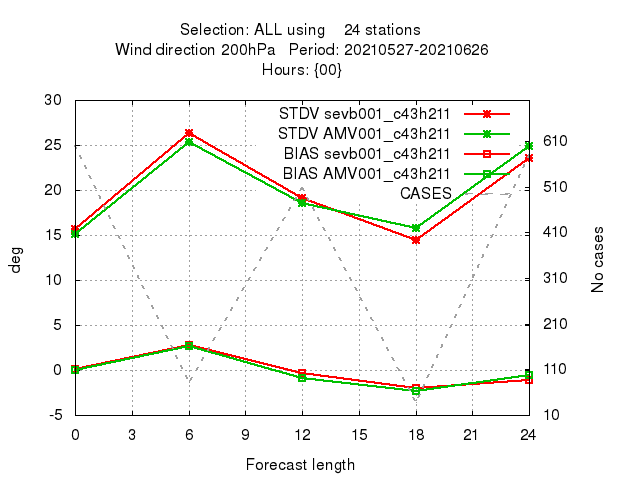 Selection: ALL using    24 stations
Wind direction 200hPa   Period: 20210527-20210626
Hours: {00}
STDV sevb001_c43h211
STDV AMV001_c43h211
BIAS sevb001_c43h211
BIAS AMV001_c43h211
CASES
30
25
20
15
10
5
0
-5
deg
610
510
410
310
210
110
10
No cases
0 3 6 9 12 15 18 21 24
Forecast length